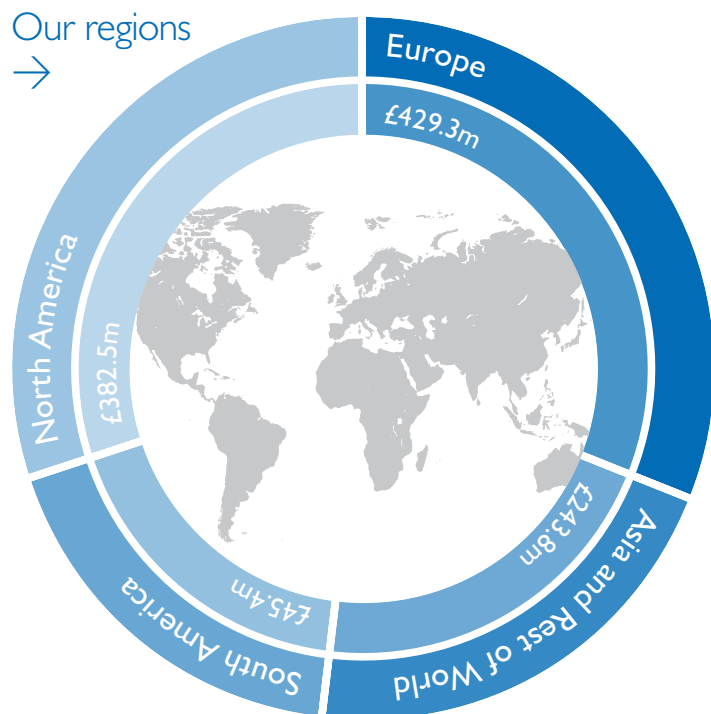 Our regions
→
Europe
£429.3m
Asia and Rest of World
£243.8m
South America
£45.4m
North America
£382.5m